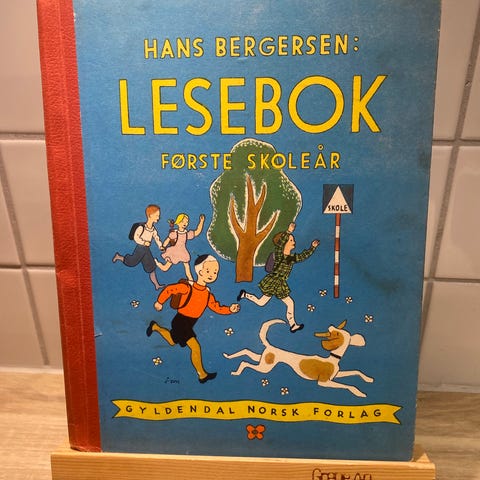 HANS BERGERSEN:
LESEBOK
FØRSTE SKOLEÅR
SKOLE
GYLDENDAL NORSK FORLAG